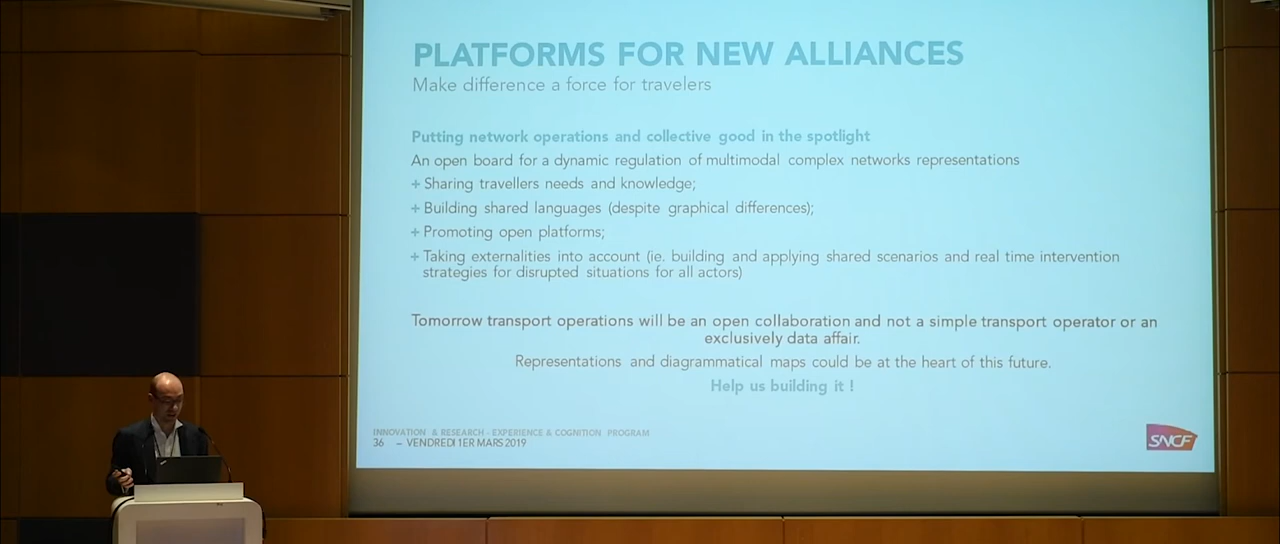 PLATFORMS FOR NEW ALLIANCES
Make difference a force for travelers
Putting network operations and collective good in the spotlight
An open board for a dynamic regulation of multimodal complex networks representations
+ Sharing travellers needs and knowledge;
+ Building shared languages (despite graphical differences);
+ Promoting open platforms;
+ Taking externalities into account (ie. building and applying shared scenarios and real time intervention
strategies for disrupted situations for all actors)
Tomorrow transport operations will be an open collaboration and not a simple transport operator or an
exclusively data affair.
Representations and diagrammatical maps could be at the heart of this future.
Help us building it !
INNOVATION & RESEARCH - EXPERIENCE & COGNITION PROGRAM
36 – VENDREDI 1ER MARS 2019
SNCF